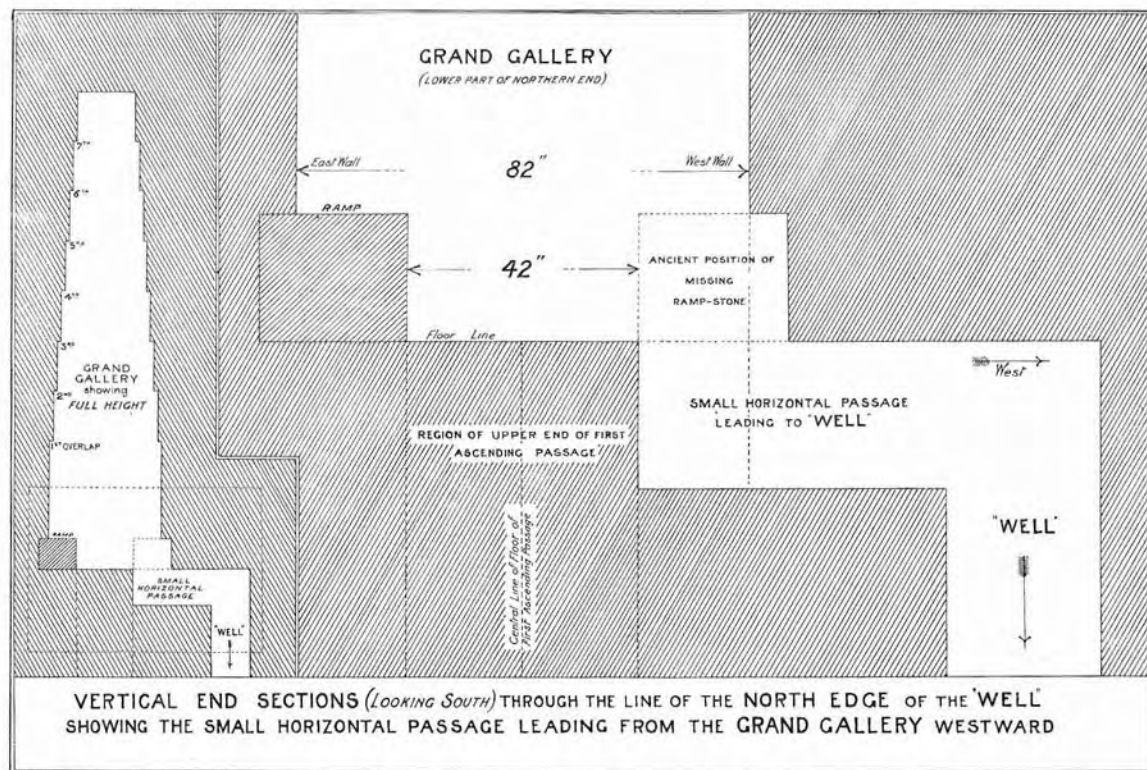 GRAND GALLERY
(LOWER PART OF NORTHERN END)
East Wall
82"
West Wall
RAMP
42"
ANCIENT POSITION OF
MISSING
RAMP-STONE
Floor Line
West
SMALL HORIZONTAL PASSAGE
LEADING TO "WELL"
REGION OF UPPER END OF FIRST
ASCENDING PASSAGE
Central Line of Floor of
First Ascending Passage
"WELL"
7TH
6TH
5TH
4TH
3RD
GRAND
GALLERY
showing
FULL HEIGHT
2ND
1ST OVERLAP
RAMP
SMALL
HORIZONTAL
PASSAGE
"WELL"
VERTICAL END SECTIONS (LOOKING SOUTH) THROUGH THE LINE OF THE NORTH EDGE OF THE "WELL"
SHOWING THE SMALL HORIZONTAL PASSAGE LEADING FROM THE GRAND GALLERY WESTWARD